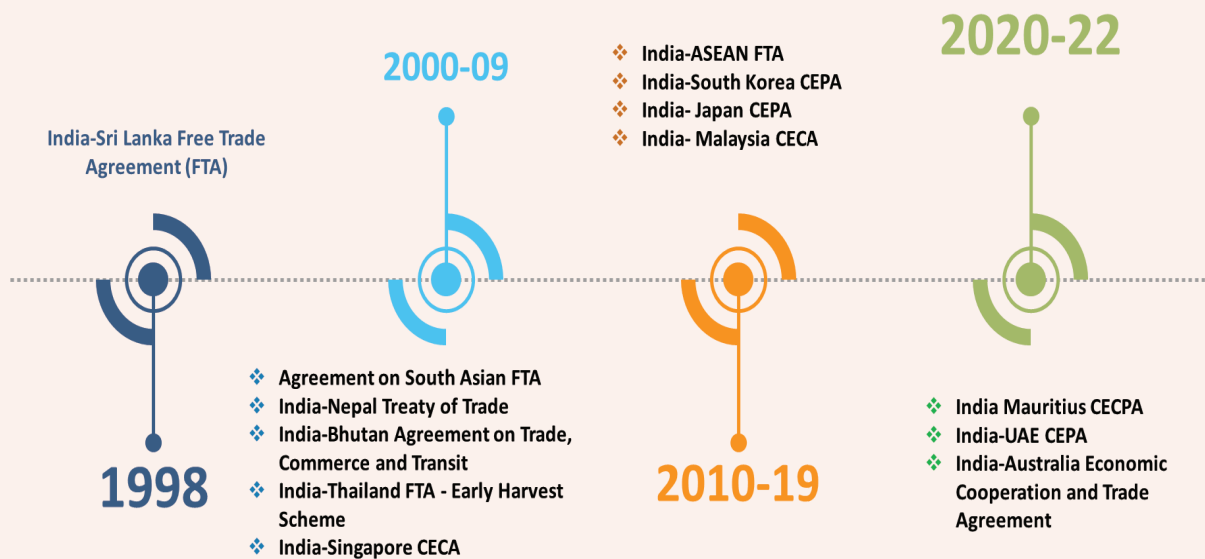 India-Sri Lanka Free Trade
Agreement (FTA)
1998
2000-09
❖ Agreement on South Asian FTA
❖ India-Nepal Treaty of Trade
❖ India-Bhutan Agreement on Trade,
Commerce and Transit
❖ India-Thailand FTA - Early Harvest
Scheme
❖ India-Singapore CECA
❖ India-ASEAN FTA
❖ India-South Korea CEPA
❖ India- Japan CEPA
❖ India- Malaysia CECA
2010-19
2020-22
❖ India Mauritius CECPA
❖ India-UAE CEPA
❖ India-Australia Economic
Cooperation and Trade
Agreement